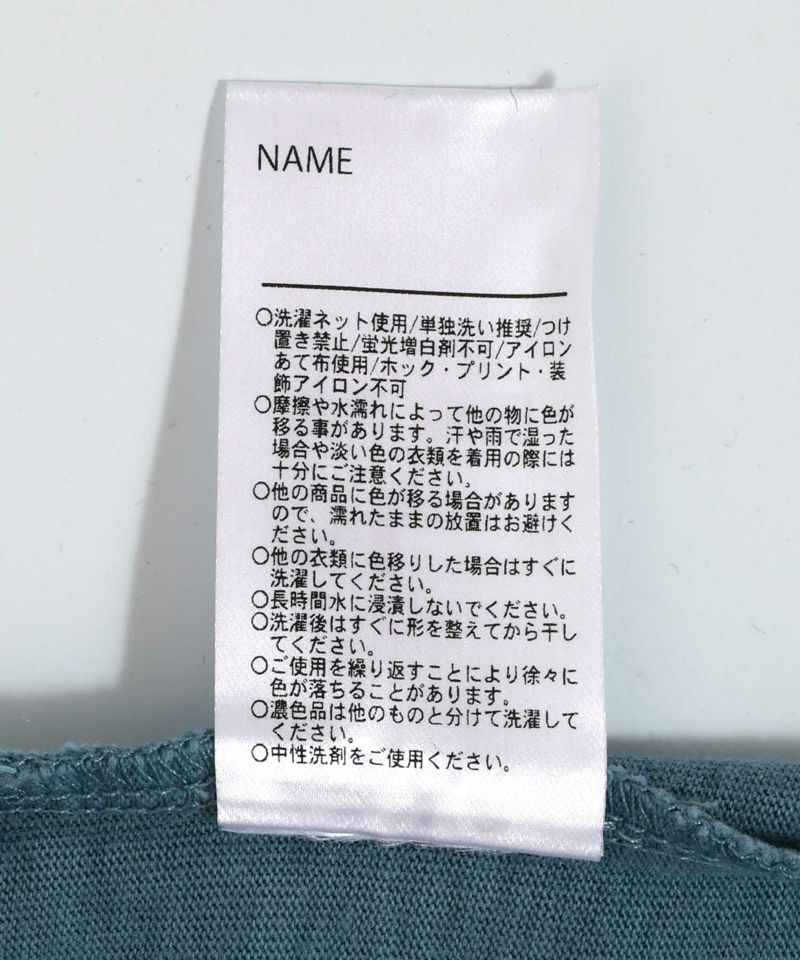 NAME
○洗濯ネット使用/単独洗い推奨/つけ
置き禁止/蛍光増白剤不可/アイロン
あて布使用/ホック・プリント・装
飾アイロン不可
○摩擦や水濡れによって他の物に色が
移る事があります。汗や雨で湿った
場合や淡い色の衣類を着用の際には
十分にご注意ください。
○他の商品に色が移る場合があります
ので、濡れたままの放置はお避けく
ださい。
○他の衣類に色移りした場合はすぐに
洗濯してください。
○長時間水に浸漬しないでください。
○洗濯後はすぐに形を整えてから干し
てください。
○ご使用を繰り返すことにより徐々に
色が落ちることがあります。
○濃色品は他のものと分けて洗濯して
ください。
○中性洗剤をご使用ください。